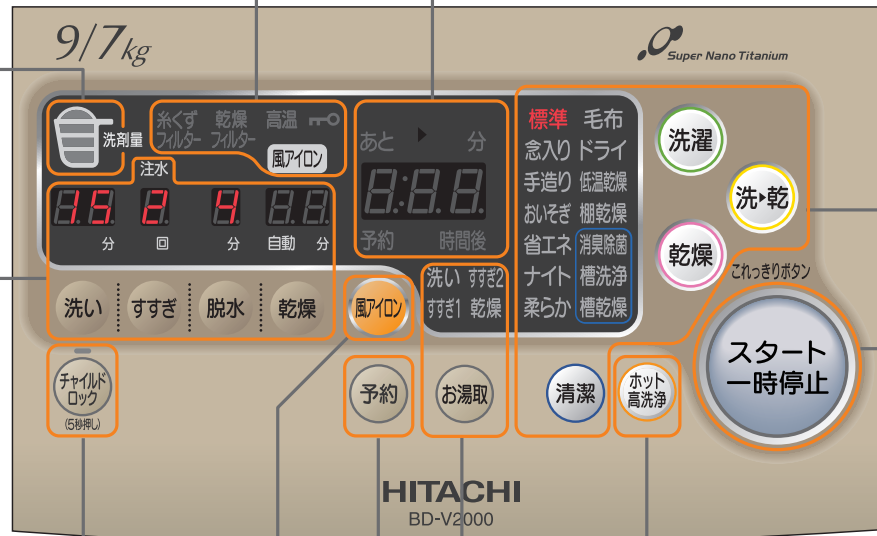 9/7kg
Super Nano Titanium
糸くずフィルター
乾燥フィルター
高温
風アイロン
洗剤量
注水
15 2 4
分 回 分 自動 分
あと 分
8:8.8
予約 時間後
標準 毛布
念入り ドライ
手造り 低温乾燥
おいそぎ 棚乾燥
省エネ 消臭除菌
ナイト 槽洗浄
柔らか 槽乾燥
洗濯
洗▶乾
乾燥
これっきりボタン
洗い すすぎ 脱水 乾燥
風アイロン
洗い すすぎ2
すすぎ1 乾燥
スタート
一時停止
チャイルド
ロック
(5秒押し)
予約
お湯取
清潔
ホット
高洗浄
HITACHI
BD-V2000